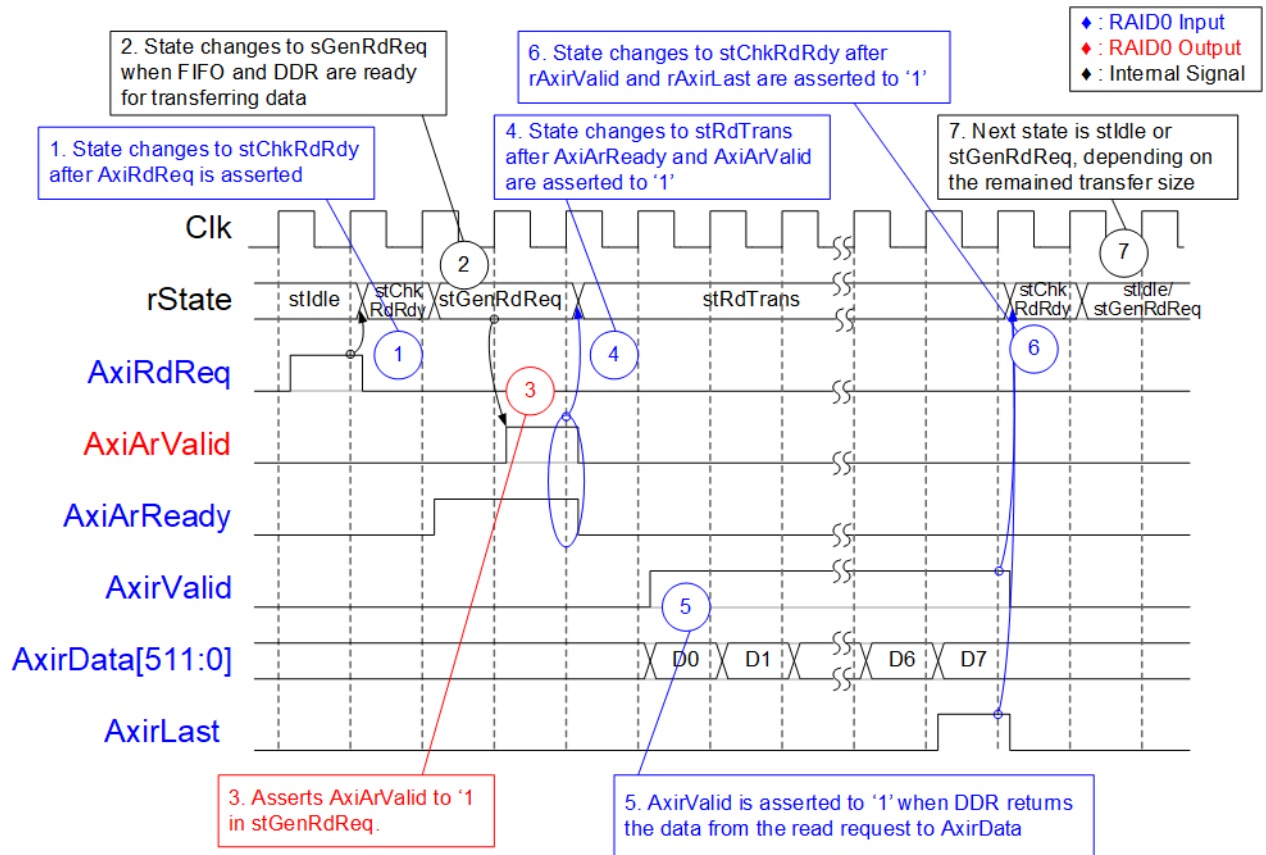 ♦ : RAID0 Input
♦ : RAID0 Output
♦ : Internal Signal
2. State changes to sGenRdReq
when FIFO and DDR are ready
for transferring data
6. State changes to stChkRdRdy after
rAxirValid and rAxirLast are asserted to ‘1’
1. State changes to stChkRdRdy
after AxiRdReq is asserted
4. State changes to stRdTrans
after AxiArReady and AxiArValid
are asserted to ‘1’
7. Next state is stIdle or
stGenRdReq, depending on
the remained transfer size
Clk
2
7
rState
stIdle
stChk
RdRdy
stGenRdReq
stRdTrans
stChk
RdRdy
stIdle/
stGenRdReq
AxiRdReq
1
4
6
3
AxiArValid
AxiArReady
AxirValid
5
AxirData[511:0]
D0
D1
D6
D7
AxirLast
3. Asserts AxiArValid to ‘1
in stGenRdReq.
5. AxirValid is asserted to ‘1’ when DDR returns
the data from the read request to AxirData